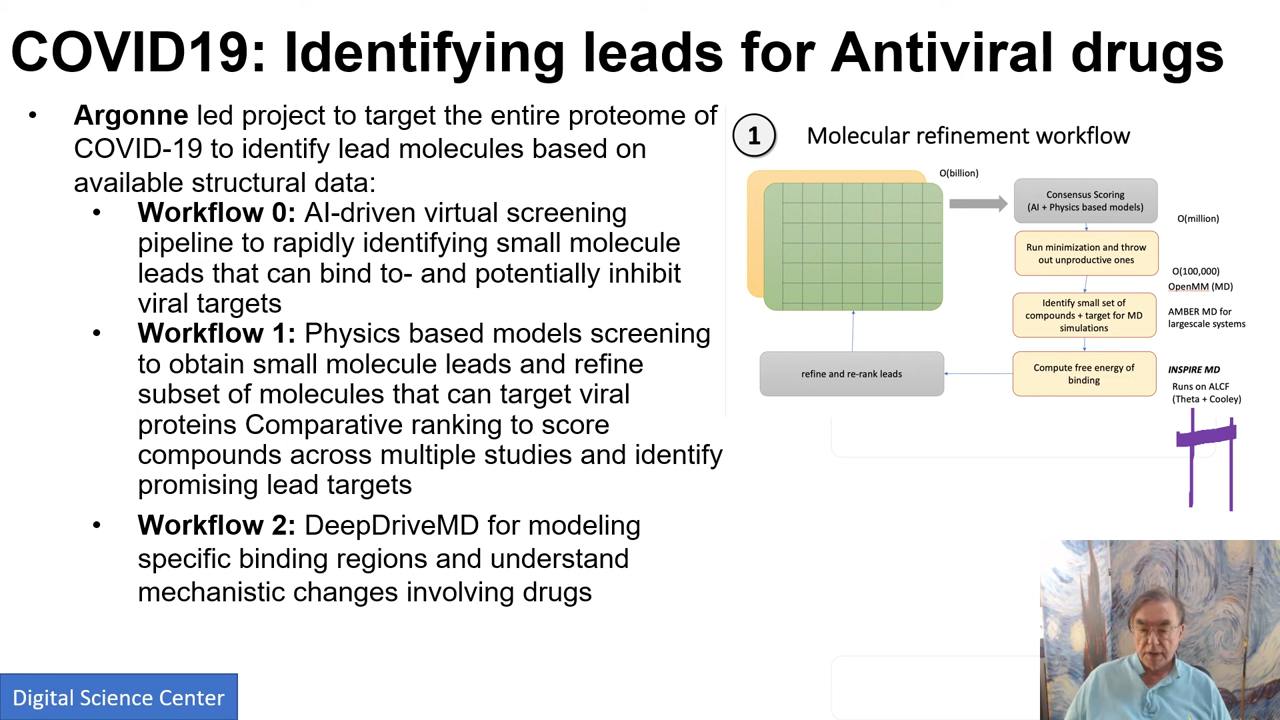 COVID19: Identifying leads for Antiviral drugs
• Argonne led project to target the entire proteome of
COVID-19 to identify lead molecules based on
available structural data:
• Workflow 0: AI-driven virtual screening
pipeline to rapidly identifying small molecule
leads that can bind to- and potentially inhibit
viral targets
• Workflow 1: Physics based models screening
to obtain small molecule leads and refine
subset of molecules that can target viral
proteins Comparative ranking to score
compounds across multiple studies and identify
promising lead targets
• Workflow 2: DeepDriveMD for modeling
specific binding regions and understand
mechanistic changes involving drugs
1 Molecular refinement workflow
O(billion)
Consensus Scoring
(AI + Physics based models)
O(million)
Run minimization and throw
out unproductive ones
O(100,000)
OpenMM (MD)
Identify small set of
compounds + target for MD
simulations
AMBER MD for
largescale systems
Compute free energy of
binding
INSPIRE MD
Runs on ALCF
(Theta + Cooley)
refine and re-rank leads
Digital Science Center